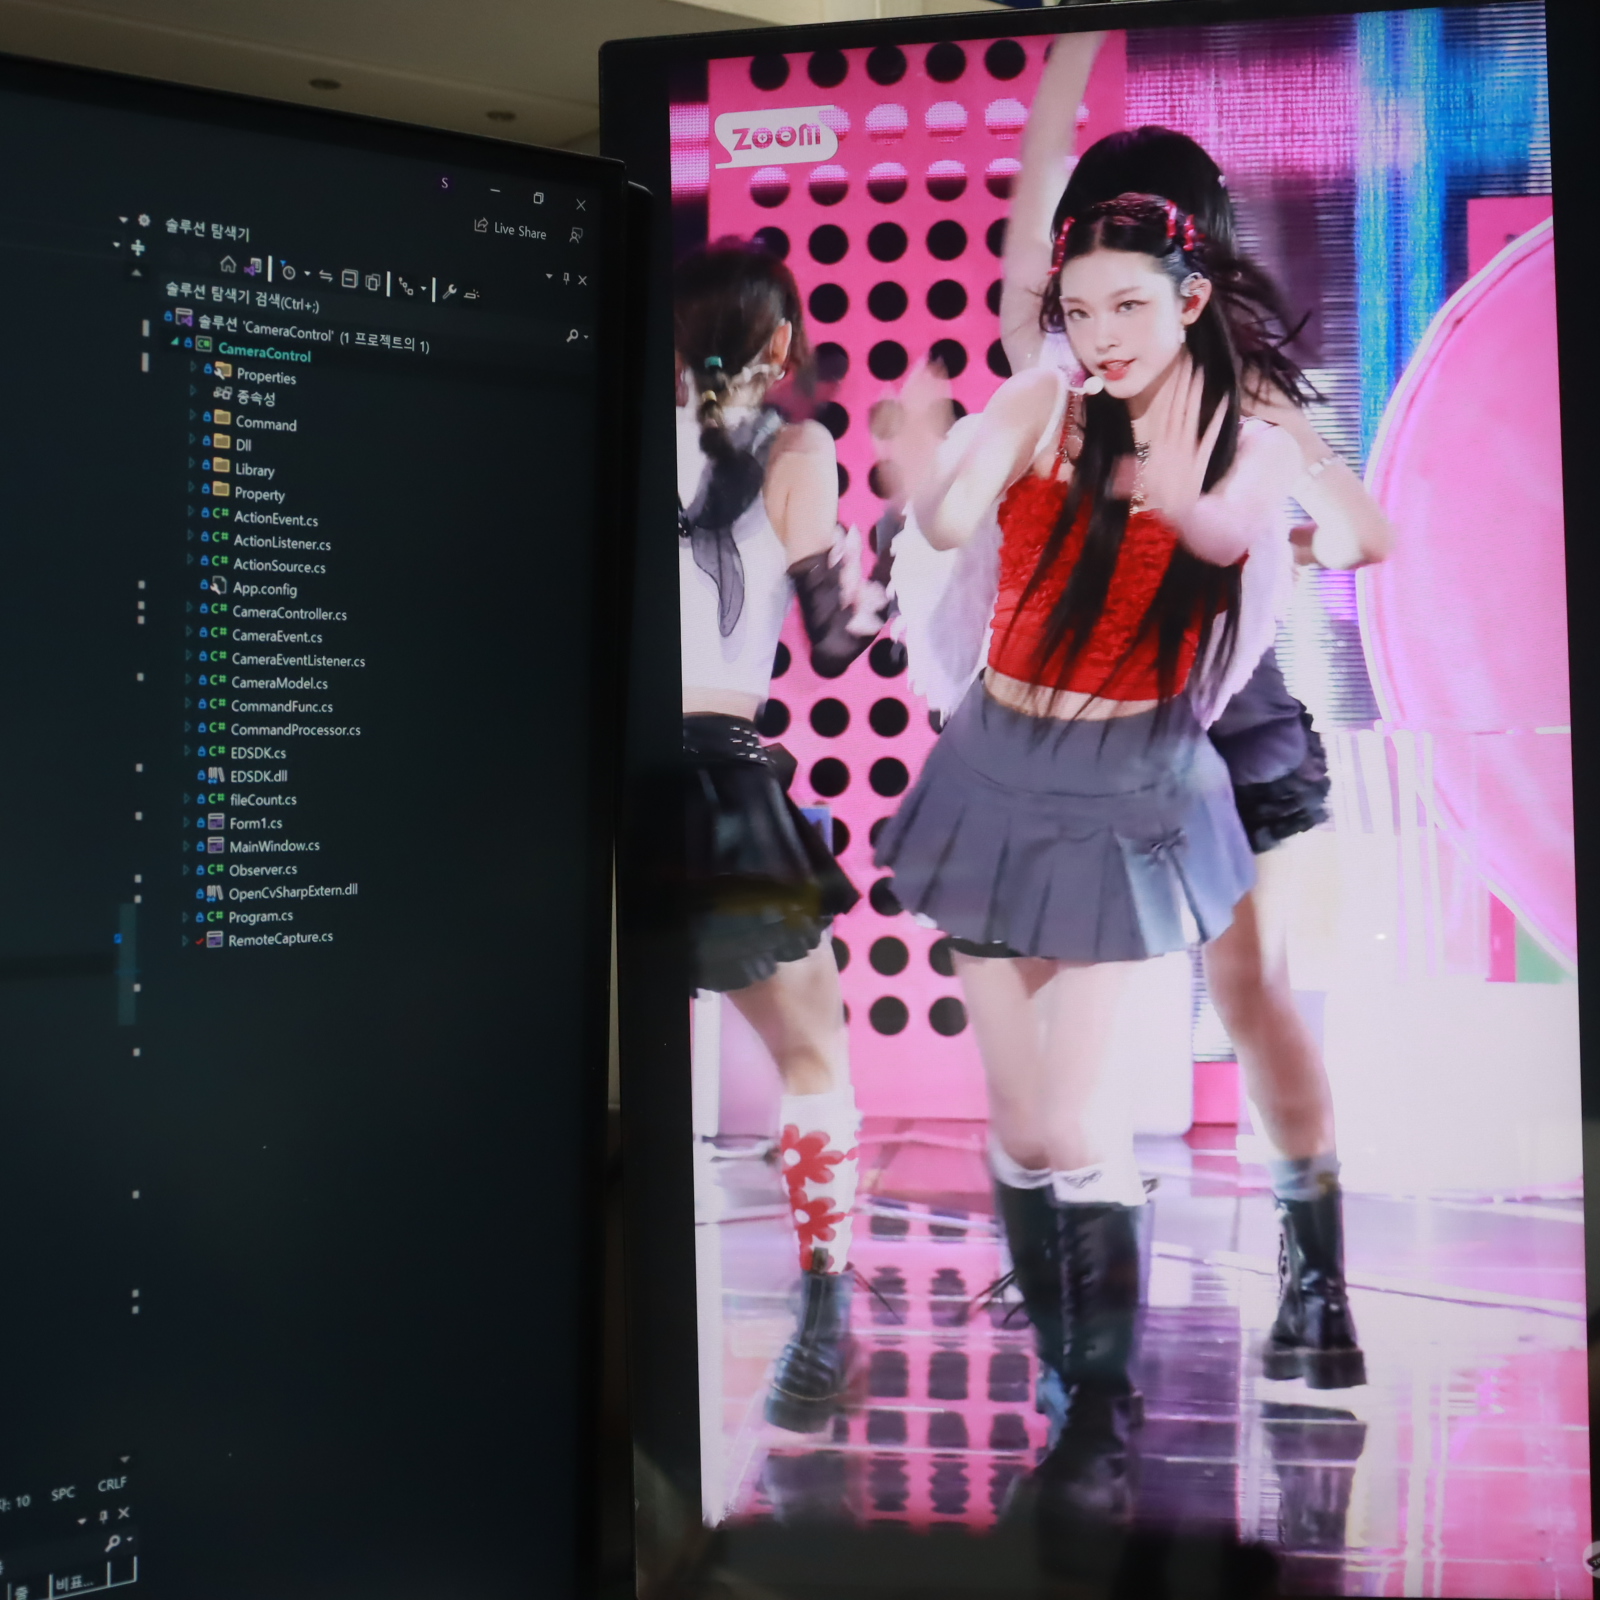 S
Live Share
솔루션 탐색기
솔루션 탐색기 검색(Ctrl+;)
솔루션 'CameraControl' (1 프로젝트의 1)
CameraControl
Properties
종속성
Command
Dll
Library
Property
C# ActionEvent.cs
C# ActionListener.cs
C# ActionSource.cs
App.config
C# CameraController.cs
C# CameraEvent.cs
C# CameraEventListener.cs
C# CameraModel.cs
C# CommandFunc.cs
C# CommandProcessor.cs
C# EDSDK.cs
EDSDK.dll
C# fileCount.cs
Form1.cs
MainWindow.cs
C# Observer.cs
OpenCvSharpExtern.dll
C# Program.cs
RemoteCapture.cs
자: 10 SPC CRLF
줄 비표...
zoom